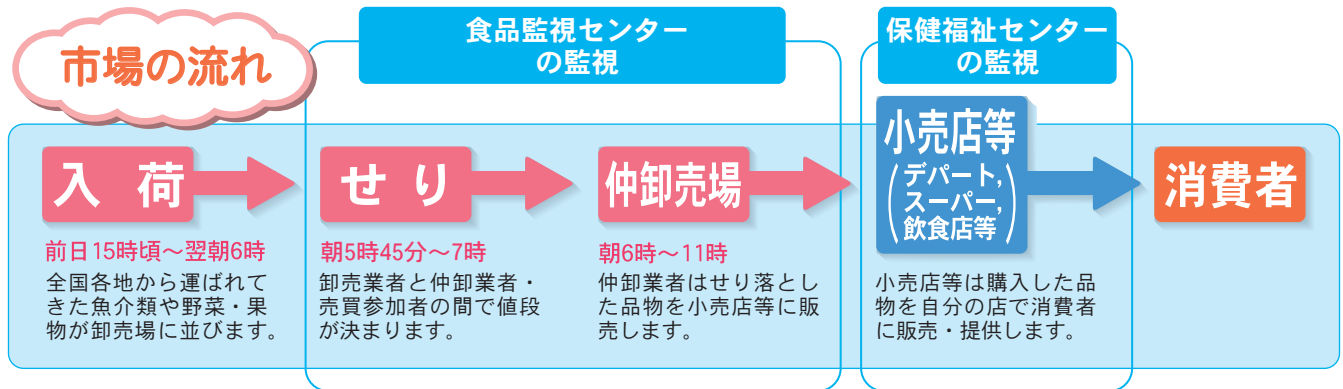 市場の流れ
食品監視センター
の監視
保健福祉センター
の監視
入荷
せり
仲卸売場
小売店等
(デパート,
スーパー,
飲食店等)
消費者
前日15時頃～翌朝6時
全国各地から運ばれて
きた魚介類や野菜・果
物が卸売場に並びます。
朝5時45分～7時
卸売業者と仲卸業者・
売買参加者の間で値段
が決まります。
朝6時～11時
仲卸業者はせり落とし
た品物を小売店等に販
売します。
小売店等は購入した品
物を自分の店で消費者
に販売・提供します。